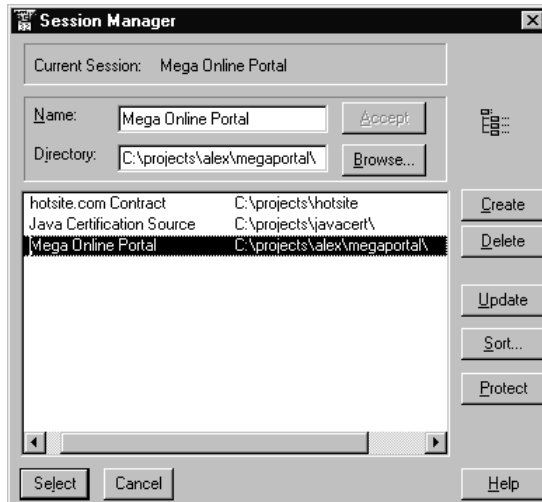 Session Manager
Current Session: Mega Online Portal
Name: Mega Online Portal Accept
Directory: C:\projects\alex\megaportal\ Browse...
hotsite.com Contract C:\projects\hotsite
Java Certification Source C:\projects\javacert\
Mega Online Portal C:\projects\alex\megaportal\
Create
Delete
Update
Sort...
Protect
Select Cancel Help